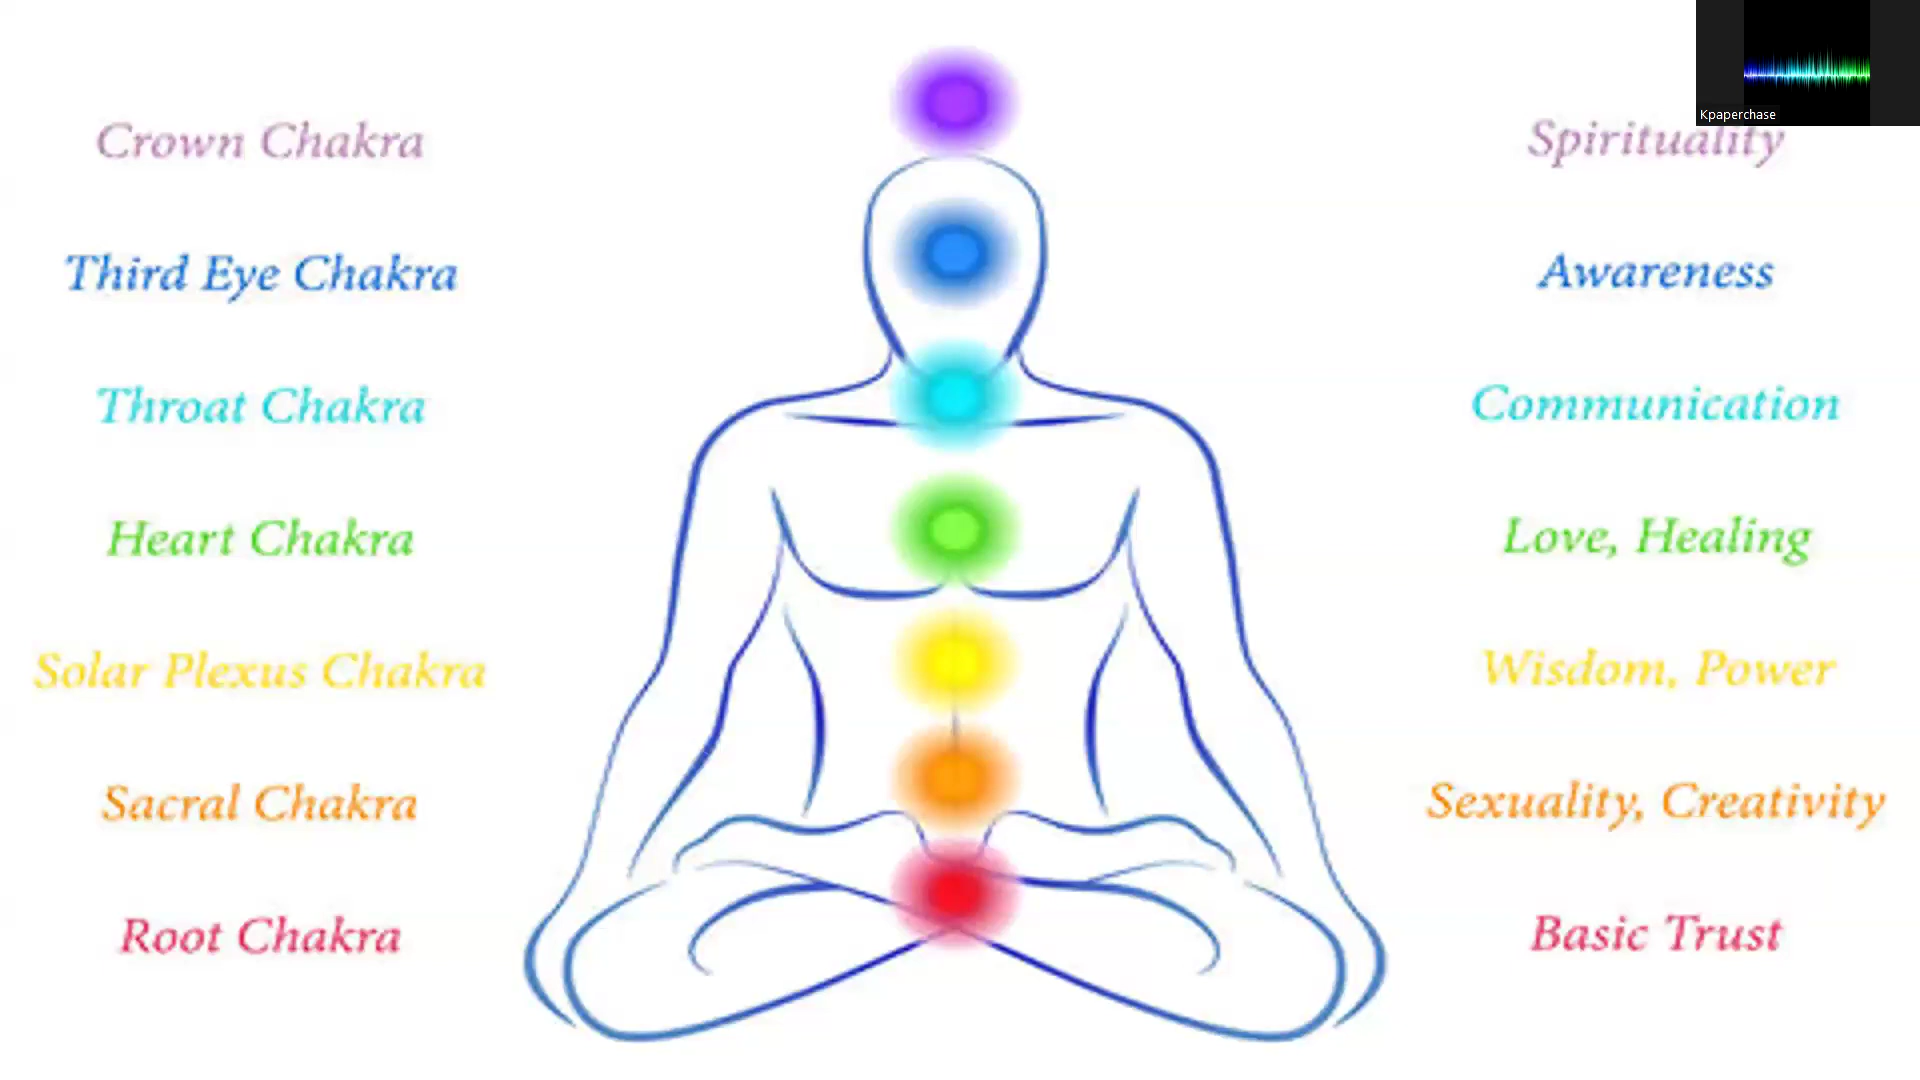 Kpaperchase
Crown Chakra
Spirituality
Third Eye Chakra
Awareness
Throat Chakra
Communication
Heart Chakra
Love, Healing
Solar Plexus Chakra
Wisdom, Power
Sacral Chakra
Sexuality, Creativity
Root Chakra
Basic Trust